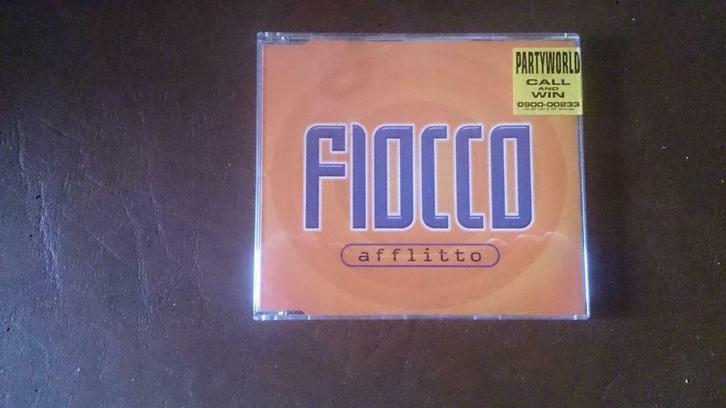 PARTYWORLD
CALL
AND
WIN
0900-00233
FIOCCO
afflitto